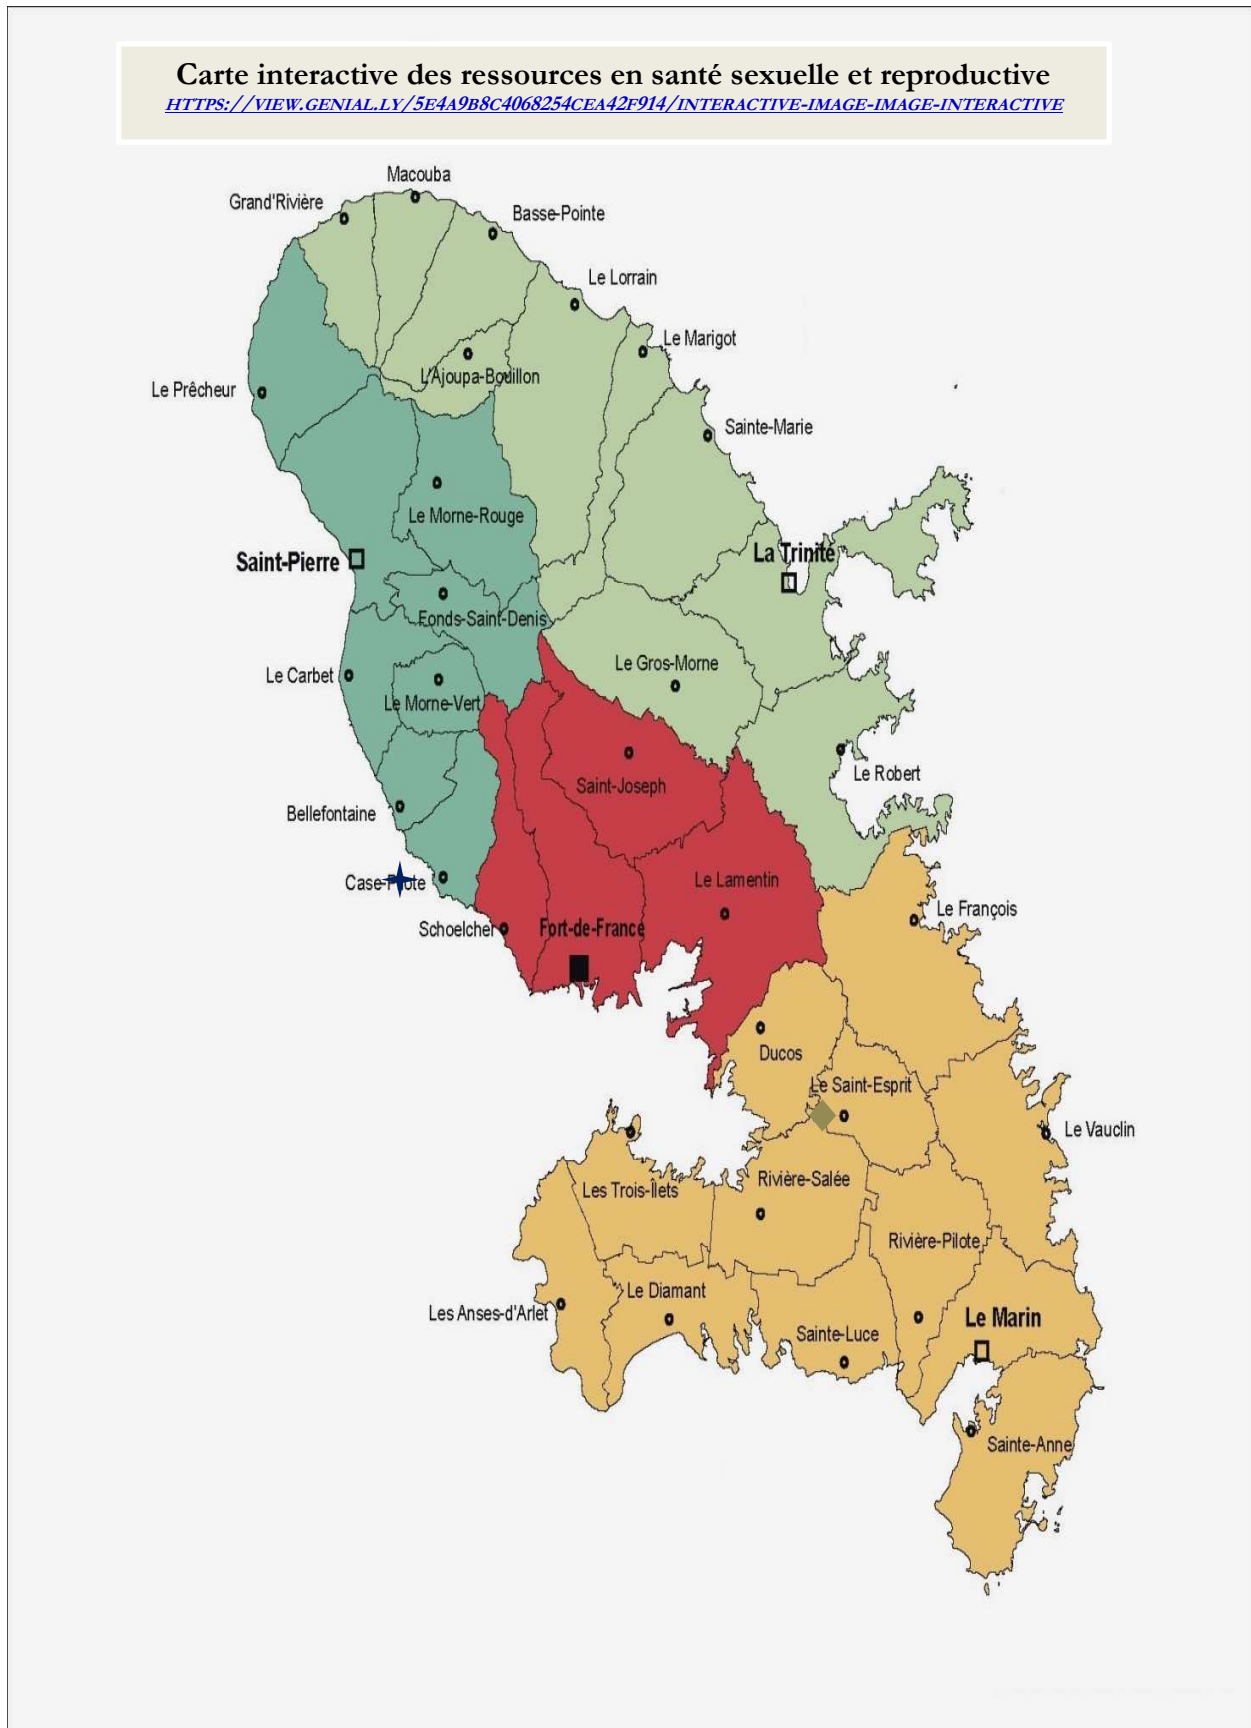 Carte interactive des ressources en santé sexuelle et reproductive
HTTPS://VIEW.GENIAL.LY/5E4A9B8C4068254CEA42F914/INTERACTIVE-IMAGE-IMAGE-INTERACTIVE
Macouba
Grand'Rivière
Basse-Pointe
Le Lorrain
Le Marigot
L'Ajoupa-Bouillon
Le Prêcheur
Sainte-Marie
Le Morne-Rouge
La Trinité
Saint-Pierre
Fonds-Saint-Denis
Le Gros-Morne
Le Carbet
Le Morne-Vert
Le Robert
Saint-Joseph
Bellefontaine
Le Lamentin
Case-Pilote
Le François
Schoelcher
Fort-de-France
Ducos
Le Saint-Esprit
Le Vauclin
Rivière-Salée
Les Trois-Îlets
Rivière-Pilote
Le Diamant
Les Anses-d'Arlet
Le Marin
Sainte-Luce
Sainte-Anne